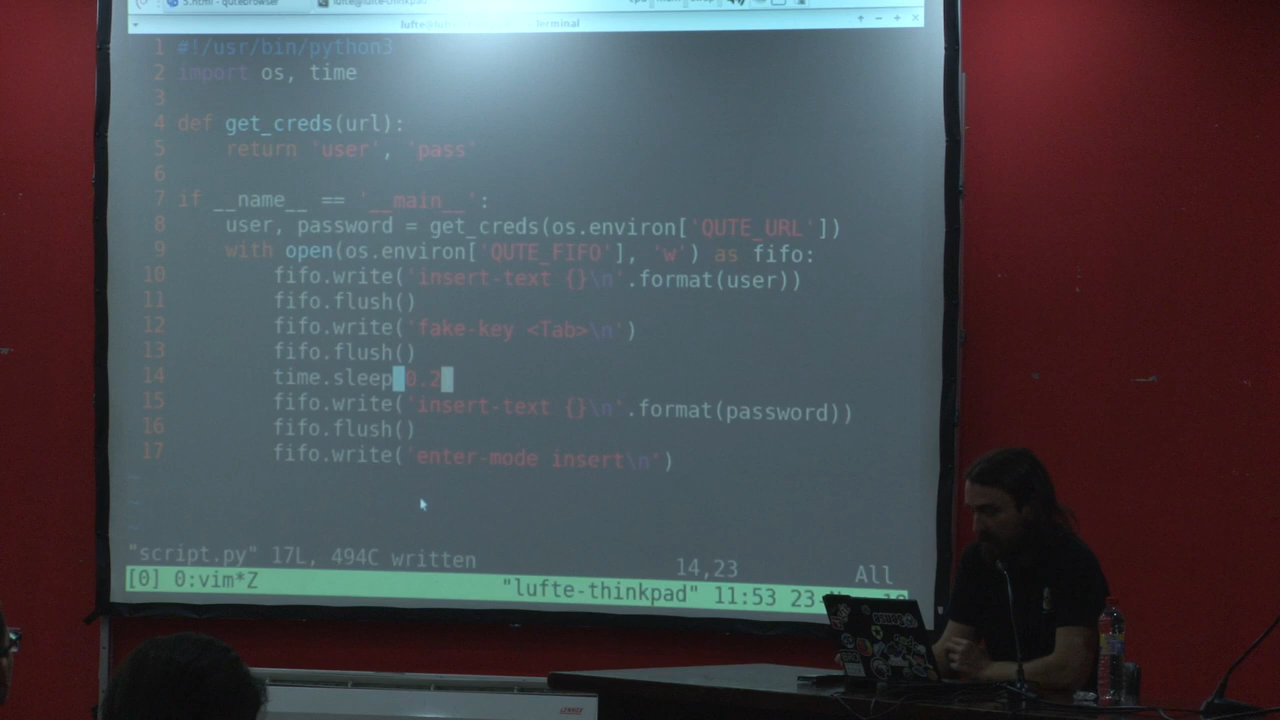 5.html - qutebrowser
Terminal
1 #!/usr/bin/python3
2 import os, time
3
4 def get_creds(url):
5     return 'user', 'pass'
6
7 if __name__ == '__main__':
8     user, password = get_creds(os.environ['QUTE_URL'])
9     with open(os.environ['QUTE_FIFO'], 'w') as fifo:
10         fifo.write('insert-text {}\n'.format(user))
11         fifo.flush()
12         fifo.write('fake-key <Tab>\n')
13         fifo.flush()
14         time.sleep(0.2)
15         fifo.write('insert-text {}\n'.format(password))
16         fifo.flush()
17         fifo.write('enter-mode insert\n')
"script.py" 17L, 494C written 14,23 All
[0] 0:vim*Z "lufte-thinkpad" 11:53